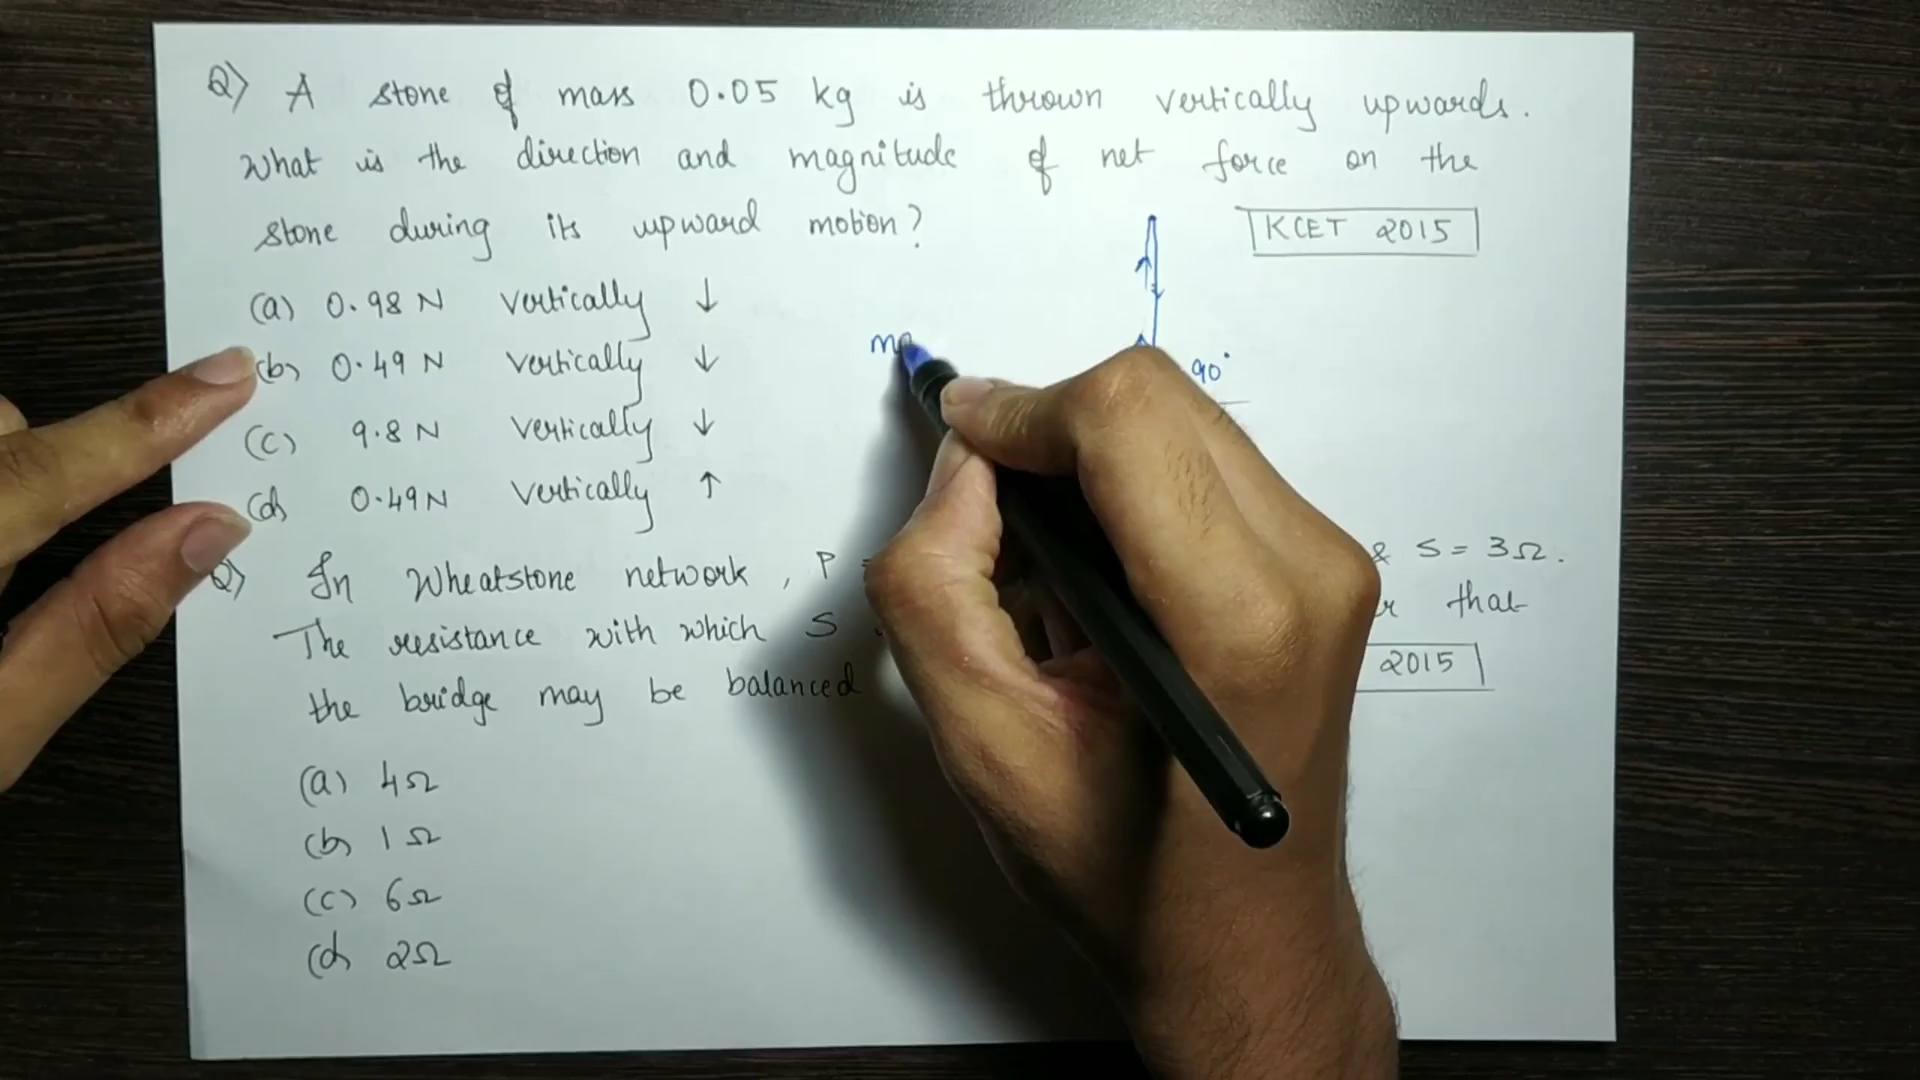 Q) A stone of mass 0.05 kg is thrown vertically upwards.
What is the direction and magnitude of net force on the
stone during its upward motion?
KCET 2015
(a) 0.98 N vertically ↓
(b) 0.49 N vertically ↓
(c) 9.8 N vertically ↓
(d) 0.49 N vertically ↑
90°
Q) In Wheatstone network, P = & S = 3Ω.
The resistance with which S that
the bridge may be balanced 2015
(a) 4Ω
(b) 1Ω
(c) 6Ω
(d) 2Ω